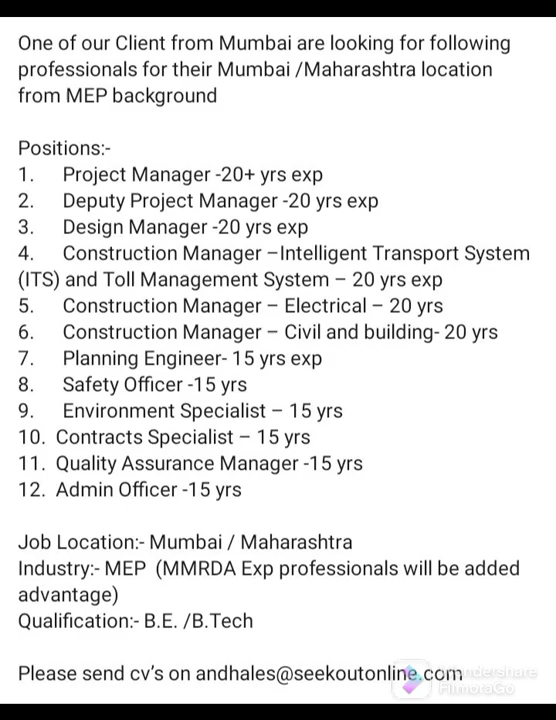 One of our Client from Mumbai are looking for following
professionals for their Mumbai /Maharashtra location
from MEP background
Positions:-
1. Project Manager -20+ yrs exp
2. Deputy Project Manager -20 yrs exp
3. Design Manager -20 yrs exp
4. Construction Manager –Intelligent Transport System
(ITS) and Toll Management System – 20 yrs exp
5. Construction Manager – Electrical – 20 yrs
6. Construction Manager – Civil and building- 20 yrs
7. Planning Engineer- 15 yrs exp
8. Safety Officer -15 yrs
9. Environment Specialist – 15 yrs
10. Contracts Specialist – 15 yrs
11. Quality Assurance Manager -15 yrs
12. Admin Officer -15 yrs
Job Location:- Mumbai / Maharashtra
Industry:- MEP (MMRDA Exp professionals will be added
advantage)
Qualification:- B.E. /B.Tech
Please send cv's on andhales@seekoutonline.com
Wondershare
FilmoraGo